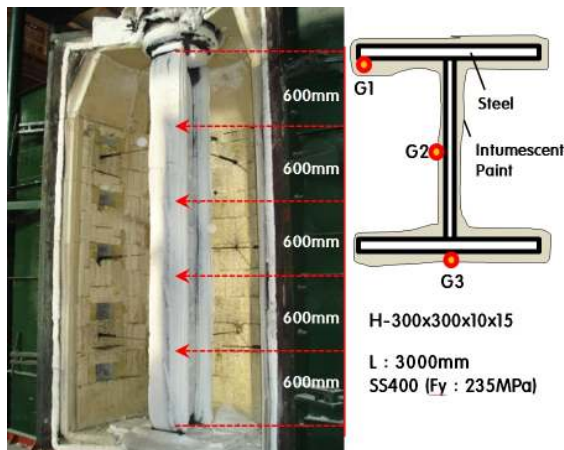 600mm
600mm
600mm
600mm
600mm
G1
Steel
G2
Intumescent
Paint
G3
H-300x300x10x15
L : 3000mm
SS400 (Fy : 235MPa)